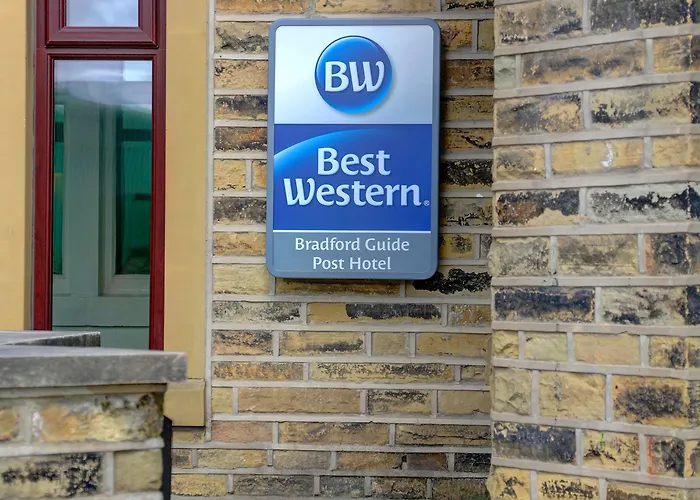 BW
Best
Western®
Bradford Guide
Post Hotel